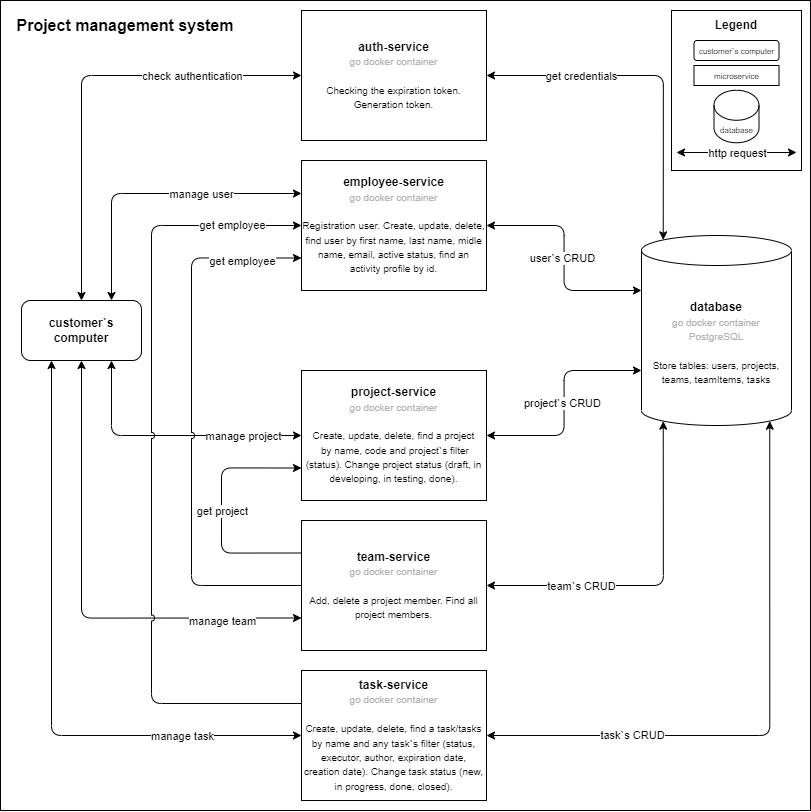 Project management system
auth-service
go docker container
Checking the expiration token.
Generation token.
Legend
customer`s computer
microservice
database
http request
check authentication
get credentials
employee-service
go docker container
Registration user. Create, update, delete,
find user by first name, last name, midle
name, email, active status, find an
activity profile by id.
manage user
get employee
get employee
user`s CRUD
customer`s
computer
database
go docker container
PostgreSQL
Store tables: users, projects,
teams, teamItems, tasks
project-service
go docker container
Create, update, delete, find a project
by name, code and project`s filter
(status). Change project status (draft, in
developing, in testing, done).
manage project
project`s CRUD
get project
team-service
go docker container
Add, delete a project member. Find all
project members.
manage team
team`s CRUD
task-service
go docker container
Create, update, delete, find a task/tasks
by name and any task`s filter (status,
executor, author, expiration date,
creation date). Change task status (new,
in progress, done, closed).
manage task
task`s CRUD